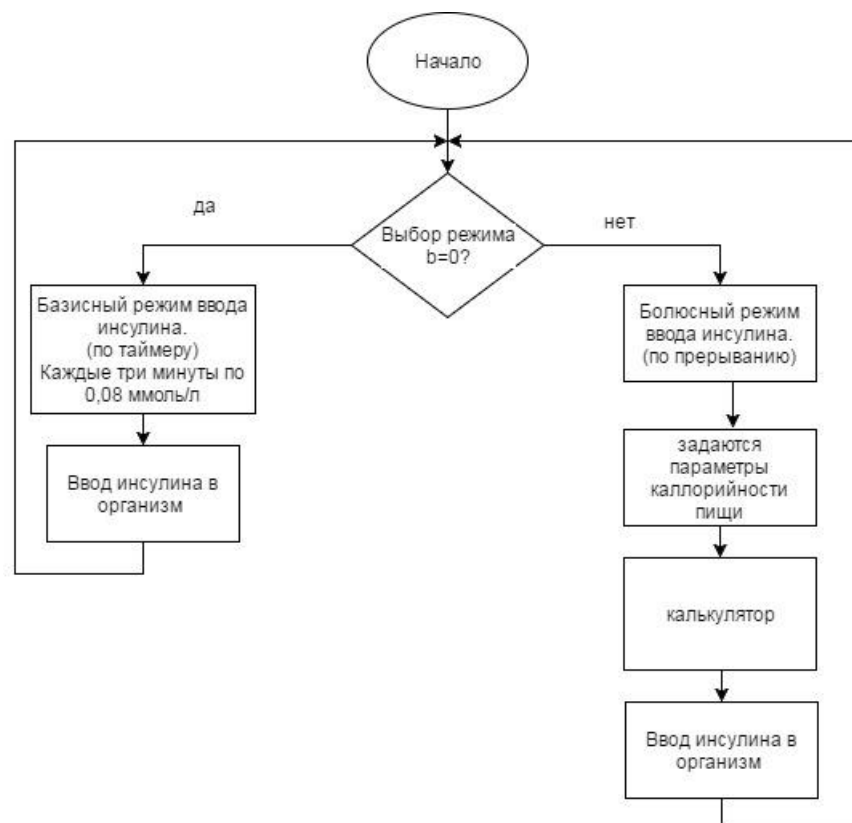 Начало
да
нет
Выбор режима
b=0?
Базисный режим ввода
инсулина.
(по таймеру)
Каждые три минуты по
0,08 ммоль/л
Ввод инсулина в
организм
Болюсный режим
ввода инсулина.
(по прерыванию)
задаются
параметры
каллорийности
пищи
калькулятор
Ввод инсулина в
организм